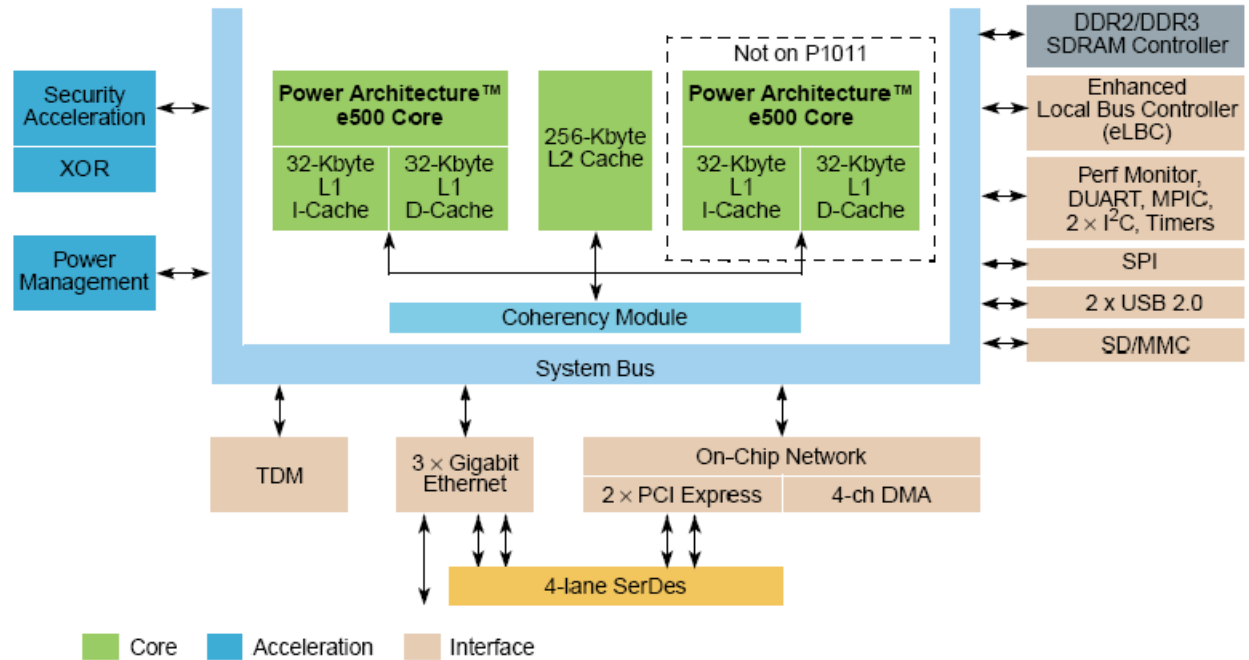 DDR2/DDR3
SDRAM Controller
Not on P1011
Security
Acceleration
XOR
Power Architecture™
e500 Core
32-Kbyte
L1
I-Cache
32-Kbyte
L1
D-Cache
256-Kbyte
L2 Cache
Power Architecture™
e500 Core
32-Kbyte
L1
I-Cache
32-Kbyte
L1
D-Cache
Enhanced
Local Bus Controller
(eLBC)
Perf Monitor,
DUART, MPIC,
2 × I²C, Timers
Power
Management
SPI
2 x USB 2.0
SD/MMC
Coherency Module
System Bus
TDM
3 × Gigabit
Ethernet
On-Chip Network
2 × PCI Express
4-ch DMA
4-lane SerDes
Core
Acceleration
Interface